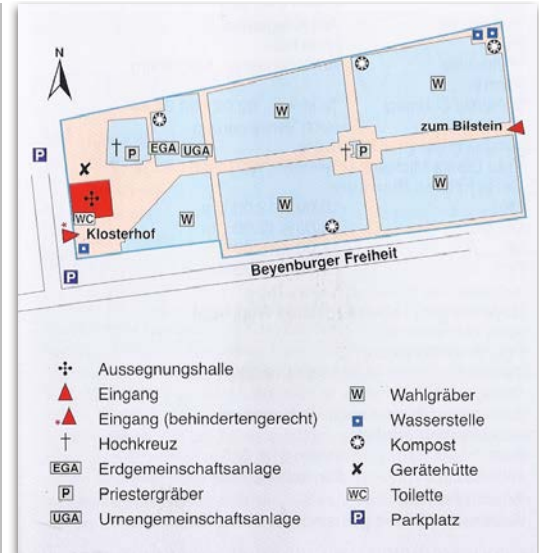 N
W
W
zum Bilstein
P
P
EGA
UGA
P
WC
Klosterhof
W
W
W
P
Beyenburger Freiheit
Aussegnungshalle
Eingang
Eingang (behindertengerecht)
Hochkreuz
EGA Erdgemeinschaftsanlage
P Priestergräber
UGA Urnengemeinschaftsanlage
W Wahlgräber
Wasserstelle
Kompost
Gerätehütte
WC Toilette
P Parkplatz